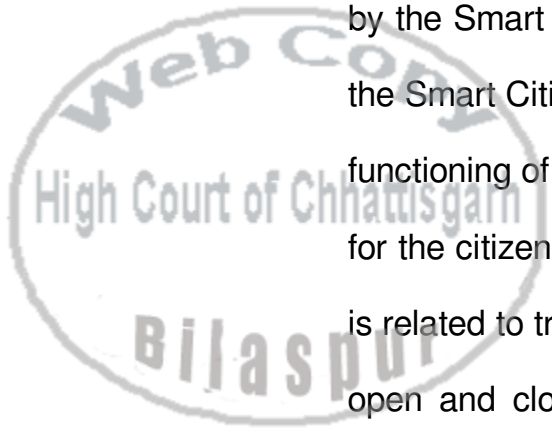 by the Smart
the Smart Citi
functioning of
for the citizen
is related to tr
open and clo
Web Copy
High Court of Chhattisgarh
Bilaspur